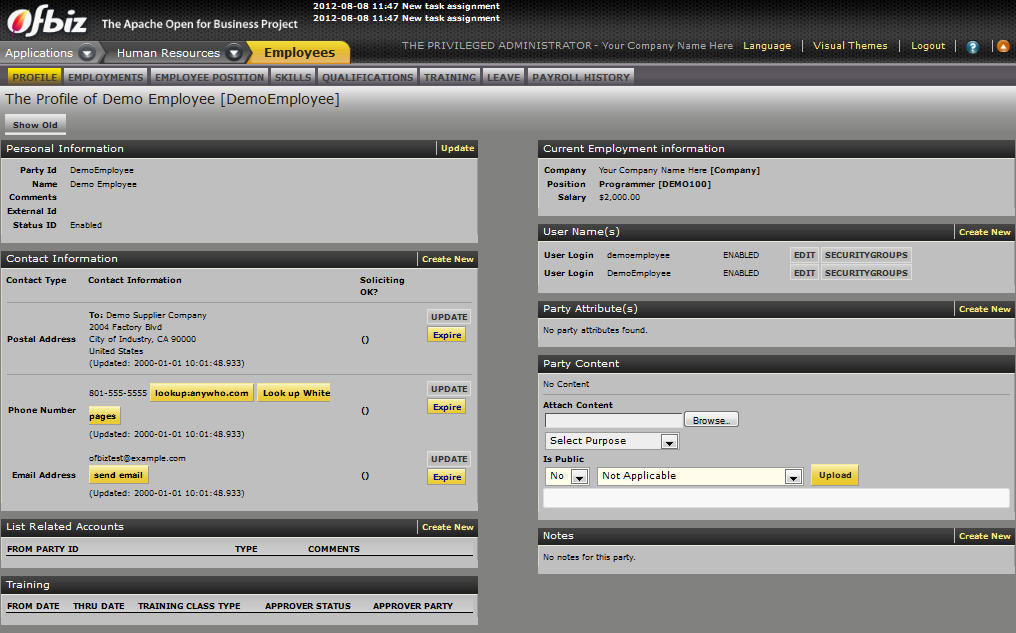 Ofbiz The Apache Open for Business Project
2012-08-08 11:47 New task assignment
2012-08-08 11:47 New task assignment
Applications Human Resources Employees
THE PRIVILEGED ADMINISTRATOR - Your Company Name Here Language Visual Themes Logout ?
PROFILE EMPLOYMENTS EMPLOYEE POSITION SKILLS QUALIFICATIONS TRAINING LEAVE PAYROLL HISTORY
The Profile of Demo Employee [DemoEmployee]
Show Old
Personal Information Update
Party Id DemoEmployee
Name Demo Employee
Comments
External Id
Status ID Enabled
Contact Information Create New
Contact Type Contact Information Soliciting
OK?
To: Demo Supplier Company
2004 Factory Blvd
Postal Address City of Industry, CA 90000 () UPDATE
United States Expire
(Updated: 2000-01-01 10:01:48.933)
801-555-5555 lookup:anywho.com Look up White UPDATE
Phone Number pages () Expire
(Updated: 2000-01-01 10:01:48.933)
ofbiztest@example.com UPDATE
Email Address send email () Expire
(Updated: 2000-01-01 10:01:48.933)
List Related Accounts Create New
FROM PARTY ID TYPE COMMENTS
Training
FROM DATE THRU DATE TRAINING CLASS TYPE APPROVER STATUS APPROVER PARTY
Current Employment information
Company Your Company Name Here [Company]
Position Programmer [DEMO100]
Salary $2,000.00
User Name(s) Create New
User Login demoemployee ENABLED EDIT SECURITYGROUPS
User Login DemoEmployee ENABLED EDIT SECURITYGROUPS
Party Attribute(s) Create New
No party attributes found.
Party Content
No Content
Attach Content
Browse..
Select Purpose
Is Public
No Not Applicable Upload
Notes Create New
No notes for this party.